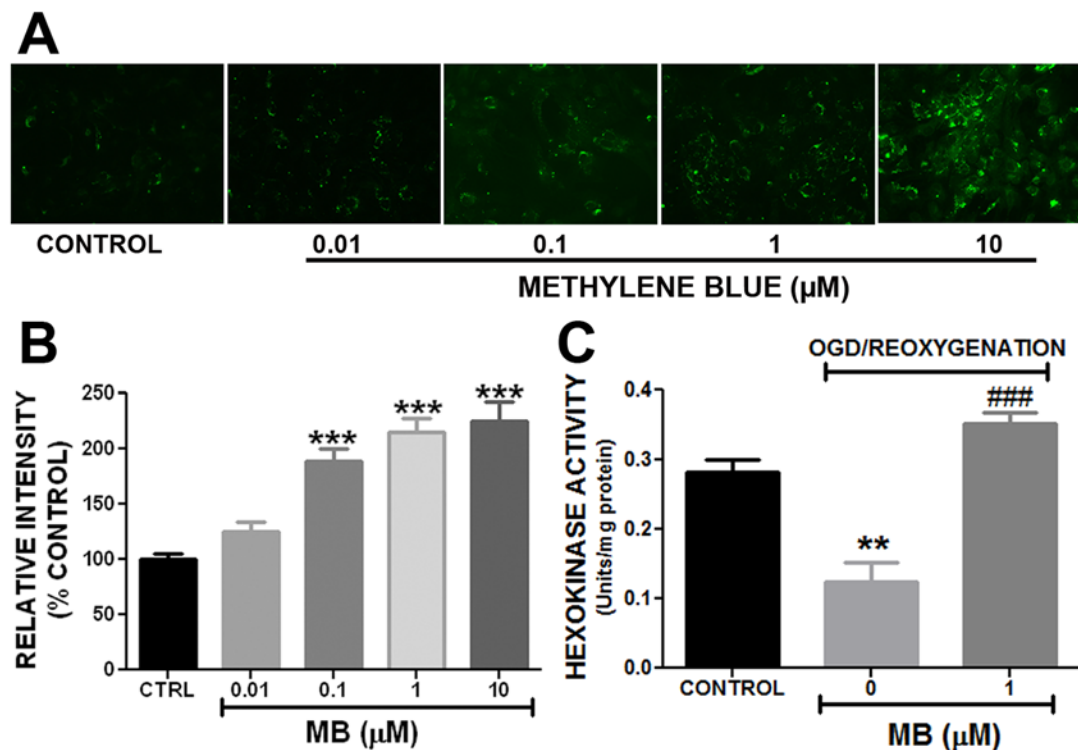 A
CONTROL 0.01 0.1 1 10
METHYLENE BLUE (µM)
B
RELATIVE INTENSITY
(% CONTROL)
250
200
150
100
50
0
***
***
***
CTRL 0.01 0.1 1 10
MB (µM)
C
OGD/REOXYGENATION
HEXOKINASE ACTIVITY
(Units/mg protein)
0.4
0.3
0.2
0.1
0.0
**
###
CONTROL 0 1
MB (µM)